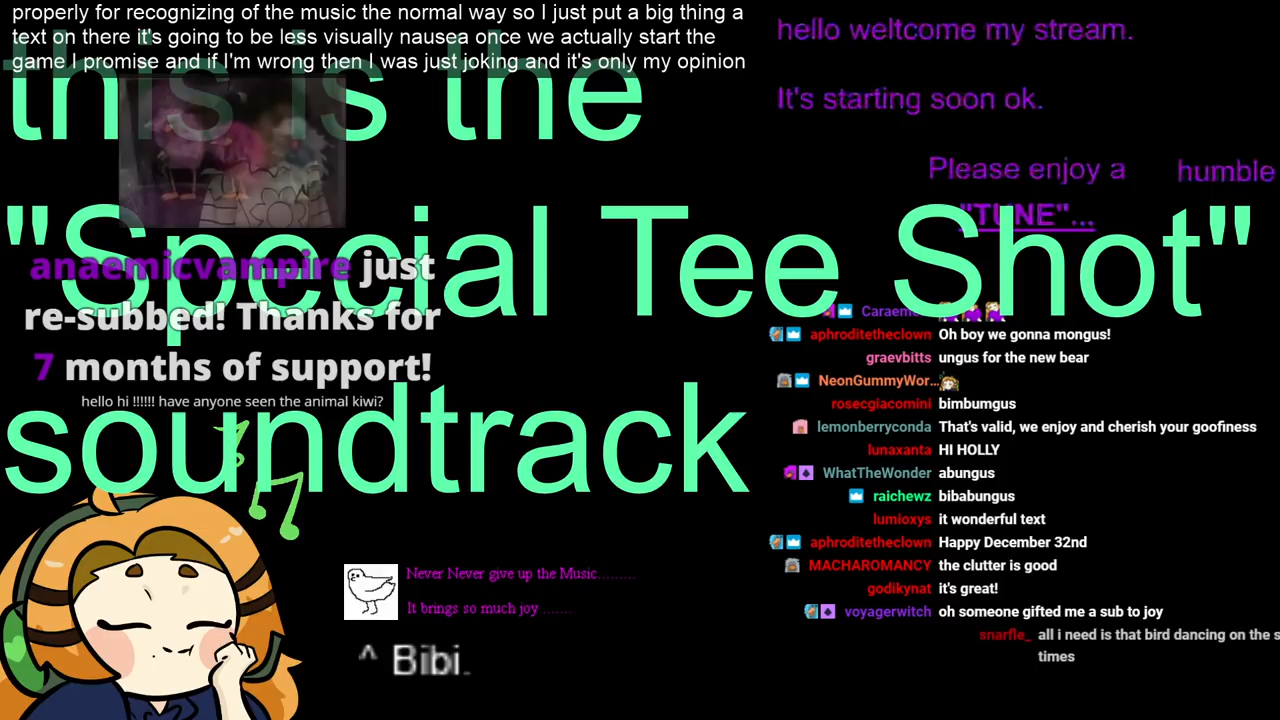 properly for recognizing of the music the normal way so I just put a big thing a
text on there it's going to be less visually nausea once we actually start the
game I promise and if I'm wrong then I was just joking and it's only my opinion
this is the
"Special Tee Shot"
soundtrack
hello weltcome my stream.
It's starting soon ok.
Please enjoy a humble
"TUNE"...
anaemicvampire just
re-subbed! Thanks for
7 months of support!
hello hi !!!!!! have anyone seen the animal kiwi?
Never Never give up the Music.........
It brings so much joy .......
^ Bibi.
aphroditetheclown Oh boy we gonna mongus!
graevbitts ungus for the new bear
NeonGummyWor...
rosecgiacomini bimbumgus
lemonberryconda That's valid, we enjoy and cherish your goofiness
lunaxanta HI HOLLY
WhatTheWonder abungus
raichewz bibabungus
lumioxys it wonderful text
aphroditetheclown Happy December 32nd
MACHAROMANCY the clutter is good
godikynat it's great!
voyagerwitch oh someone gifted me a sub to joy
snarfle_ all i need is that bird dancing on the
times